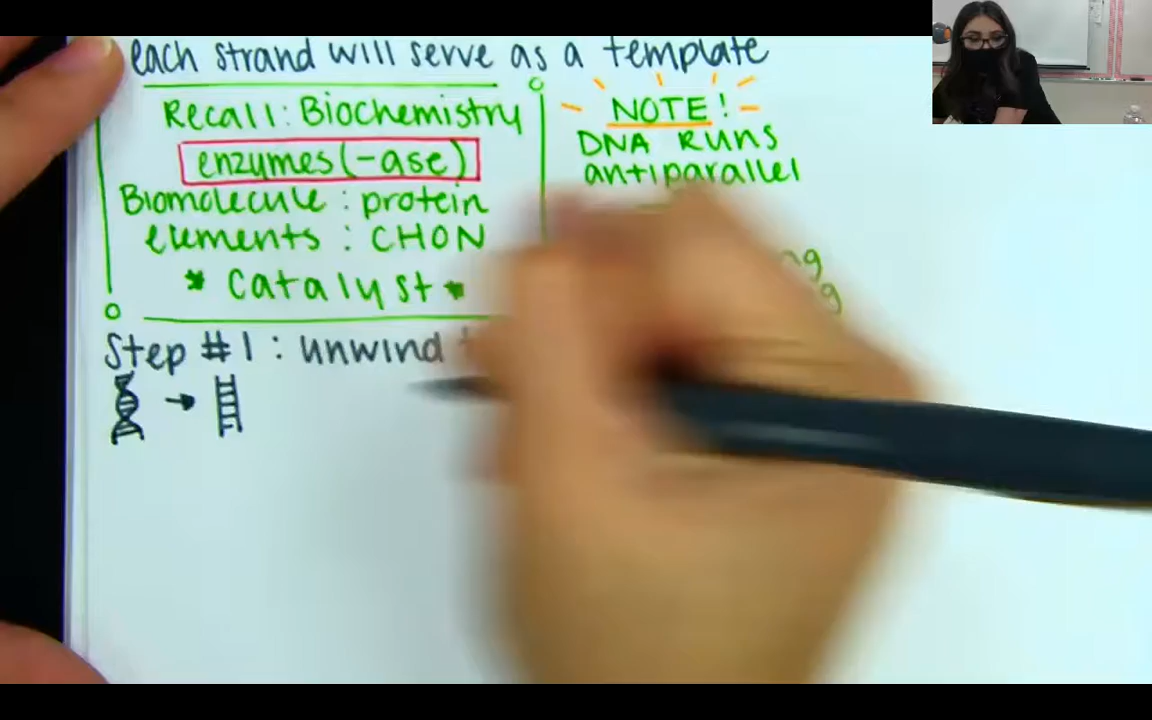 each strand will serve as a template
Recall: Biochemistry
enzymes (-ase)
Biomolecule : protein
elements : CHON
* Catalyst *
NOTE!
DNA RUNS
antiparallel
Step #1 : unwind